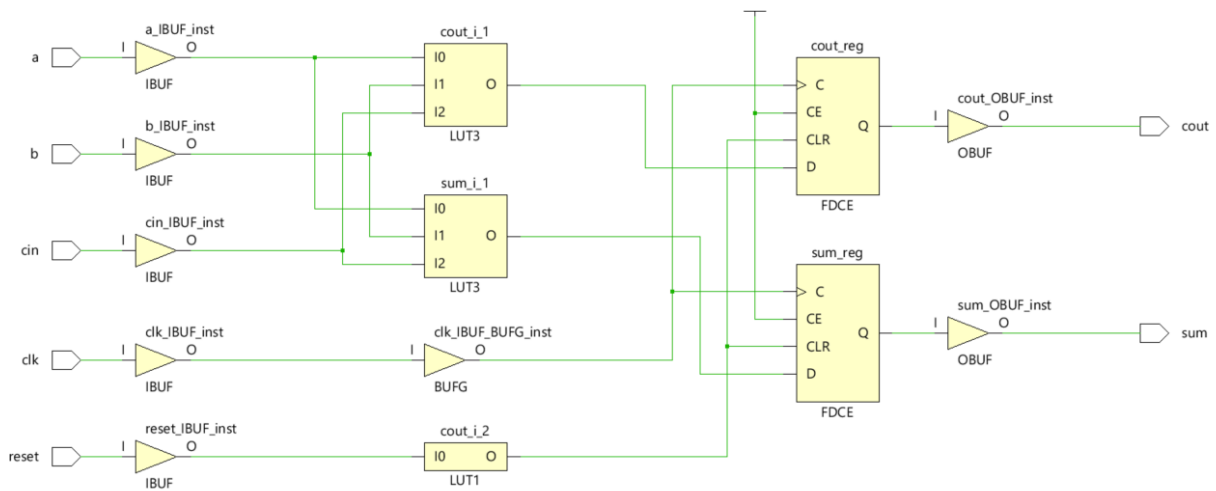 a_IBUF_inst
a
I
O
IBUF
b_IBUF_inst
b
I
O
IBUF
cin_IBUF_inst
cin
I
O
IBUF
clk_IBUF_inst
clk
I
O
IBUF
reset_IBUF_inst
reset
I
O
IBUF
cout_i_1
I0
I1
O
I2
LUT3
sum_i_1
I0
I1
O
I2
LUT3
clk_IBUF_BUFG_inst
I
O
BUFG
cout_i_2
I0
O
LUT1
cout_reg
C
CE
Q
CLR
D
FDCE
sum_reg
C
CE
Q
CLR
D
FDCE
cout_OBUF_inst
I
O
OBUF
cout
sum_OBUF_inst
I
O
OBUF
sum